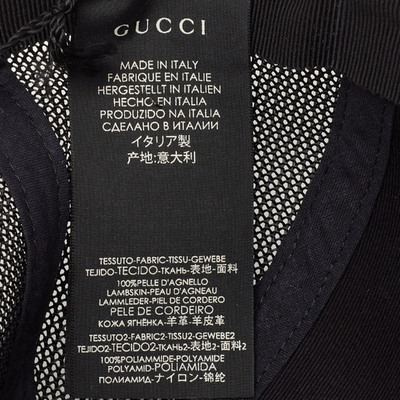 GUCCI
MADE IN ITALY
FABRIQUE EN ITALIE
HERGESTELLT IN ITALIEN
HECHO EN ITALIA
PRODUZIDO NA ITALIA
СДЕЛАНО В ИТАЛИИ
イタリア製
产地:意大利
TESSUTO-FABRIC-TISSU-GEWEBE
TEJIDO-TECIDO-ТКАНЬ-表地-面料
100%PELLE D'AGNELLO
LAMBSKIN-PEAU D'AGNEAU
LAMMLEDER-PIEL DE CORDERO
PELE DE CORDEIRO
КОЖА ЯГНЁНКА-羊革-羊皮革
TESSUTO2-FABRIC2-TISSU2-GEWEBE2
TEJIDO2-TECIDO2-ТКАНЬ2-表地2-面料2
100%POLIAMMIDE-POLYAMIDE
POLYAMID-POLIAMIDA
ПОЛИАМИД-ナイロン-锦纶